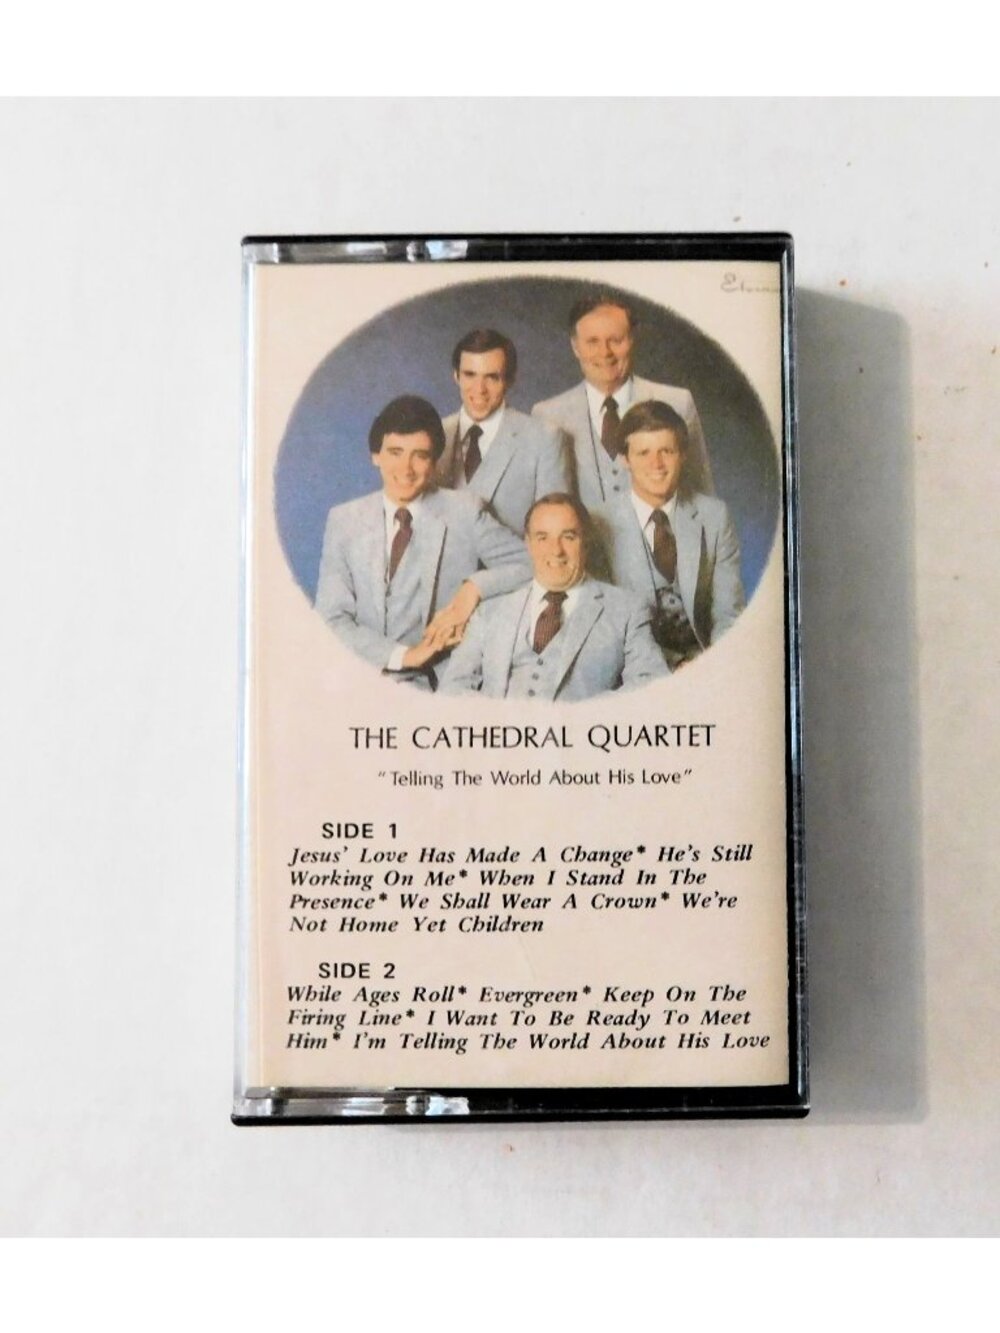 THE CATHEDRAL QUARTET
"Telling The World About His Love"
SIDE 1
Jesus' Love Has Made A Change* He's Still
Working On Me* When I Stand In The
Presence* We Shall Wear A Crown* We're
Not Home Yet Children
SIDE 2
While Ages Roll* Evergreen* Keep On The
Firing Line* I Want To Be Ready To Meet
Him* I'm Telling The World About His Love